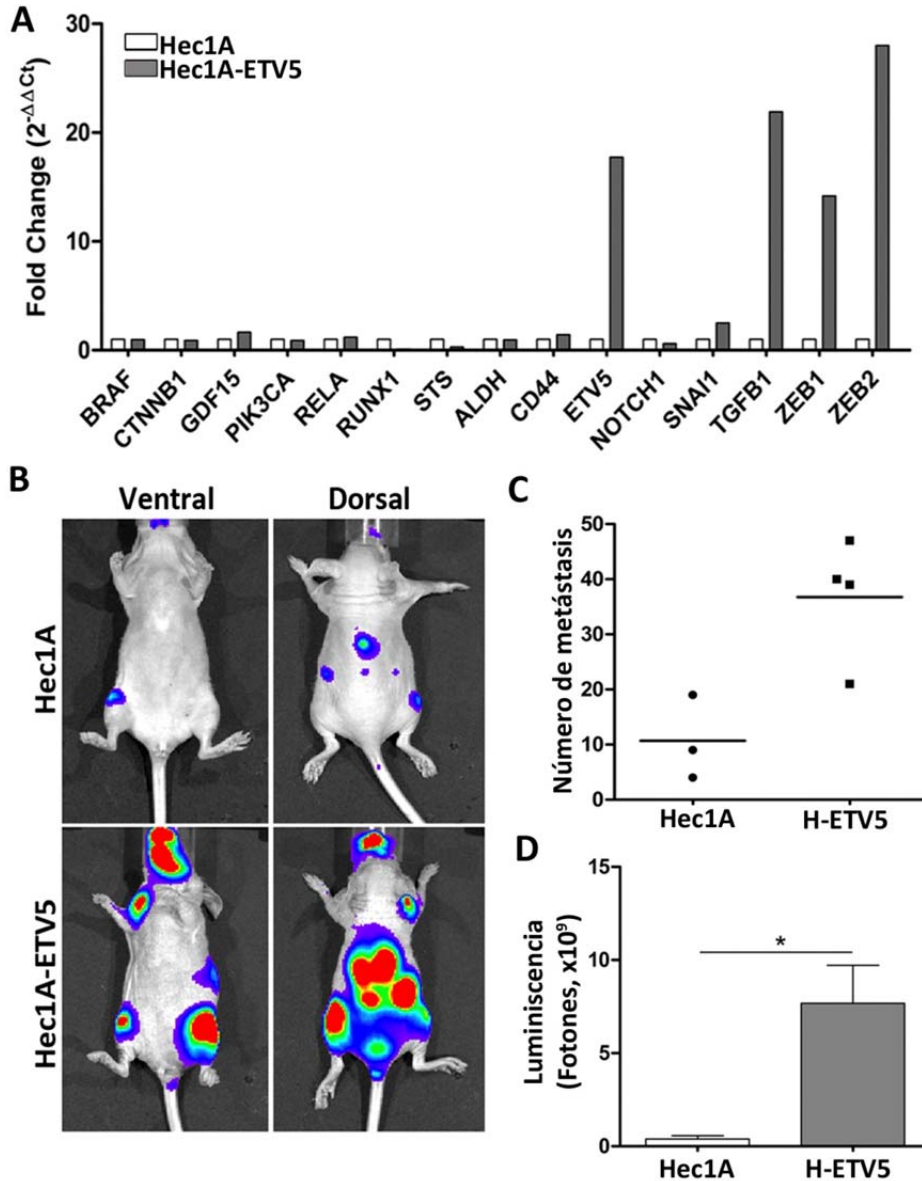 A
Hec1A
Hec1A-ETV5
Fold Change (2^-ΔΔCt)
30
20
10
0
BRAF
CTNNB1
GDF15
PIK3CA
RELA
RUNX1
STS
ALDH
CD44
ETV5
NOTCH1
SNAI1
TGFB1
ZEB1
ZEB2
B
Ventral
Dorsal
Hec1A
Hec1A-ETV5
C
Número de metástasis
50
40
30
20
10
0
Hec1A
H-ETV5
D
Luminiscencia
(Fotones, x10⁹)
15
10
5
0
*
Hec1A
H-ETV5